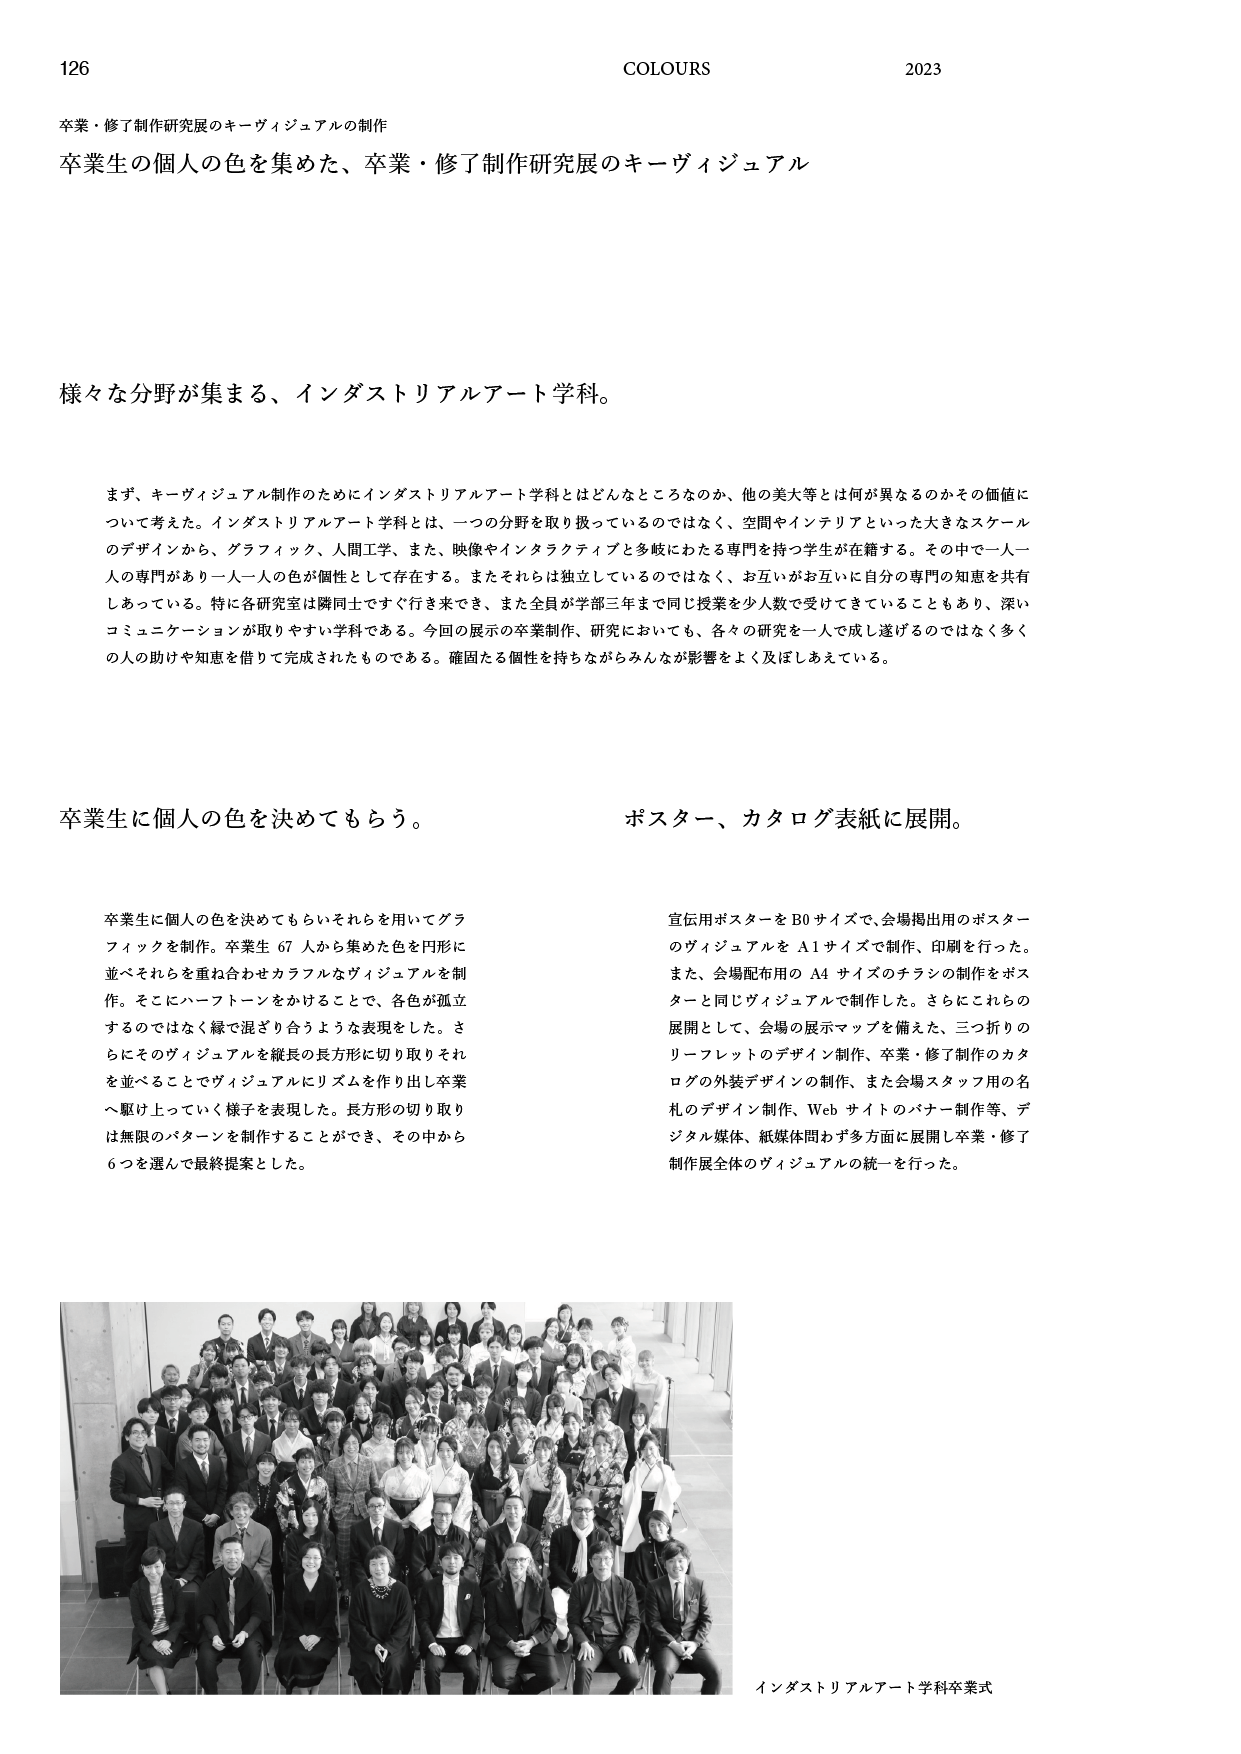 126
COLOURS
2023
卒業・修了制作研究展のキーヴィジュアルの制作
卒業生の個人の色を集めた、卒業・修了制作研究展のキーヴィジュアル
様々な分野が集まる、インダストリアルアート学科。
まず、キーヴィジュアル制作のためにインダストリアルアート学科とはどんなところなのか、他の美大等とは何が異なるのかその価値に
ついて考えた。インダストリアルアート学科とは、一つの分野を取り扱っているのではなく、空間やインテリアといった大きなスケール
のデザインから、グラフィック、人間工学、また、映像やインタラクティブと多岐にわたる専門を持つ学生が在籍する。その中で一人一
人の専門があり一人一人の色が個性として存在する。またそれらは独立しているのではなく、お互いがお互いに自分の専門の知恵を共有
しあっている。特に各研究室は隣同士ですぐ行き来でき、また全員が学部三年まで同じ授業を少人数で受けてきていることもあり、深い
コミュニケーションが取りやすい学科である。今回の展示の卒業制作、研究においても、各々の研究を一人で成し遂げるのではなく多く
の人の助けや知恵を借りて完成されたものである。確固たる個性を持ちながらみんなが影響をよく及ぼしあえている。
卒業生に個人の色を決めてもらう。
卒業生に個人の色を決めてもらいそれらを用いてグラ
フィックを制作。卒業生 67 人から集めた色を円形に
並べそれらを重ね合わせカラフルなヴィジュアルを制
作。そこにハーフトーンをかけることで、各色が孤立
するのではなく縁で混ざり合うような表現をした。さ
らにそのヴィジュアルを縦長の長方形に切り取りそれ
を並べることでヴィジュアルにリズムを作り出し卒業
へ駆け上っていく様子を表現した。長方形の切り取り
は無限のパターンを制作することができ、その中から
6つを選んで最終提案とした。
ポスター、カタログ表紙に展開。
宣伝用ポスターをB0サイズで、会場掲出用のポスター
のヴィジュアルを A1サイズで制作、印刷を行った。
また、会場配布用の A4 サイズのチラシの制作をポス
ターと同じヴィジュアルで制作した。さらにこれらの
展開として、会場の展示マップを備えた、三つ折りの
リーフレットのデザイン制作、卒業・修了制作のカタ
ログの外装デザインの制作、また会場スタッフ用の名
札のデザイン制作、Web サイトのバナー制作等、デ
ジタル媒体、紙媒体問わず多方面に展開し卒業・修了
制作展全体のヴィジュアルの統一を行った。
インダストリアルアート学科卒業式